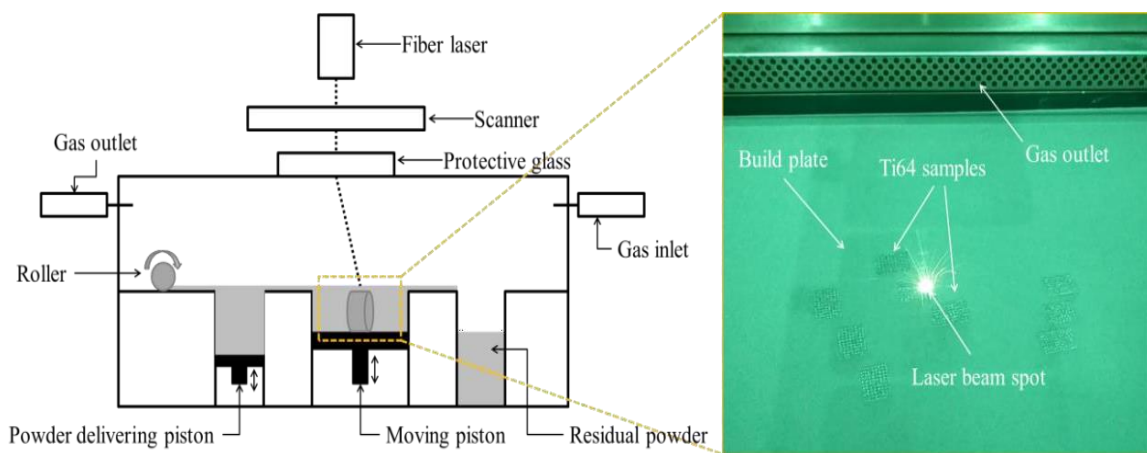 Fiber laser
Scanner
Gas outlet
Protective glass
Gas inlet
Roller
Powder delivering piston
Moving piston
Residual powder
Build plate
Ti64 samples
Gas outlet
Laser beam spot